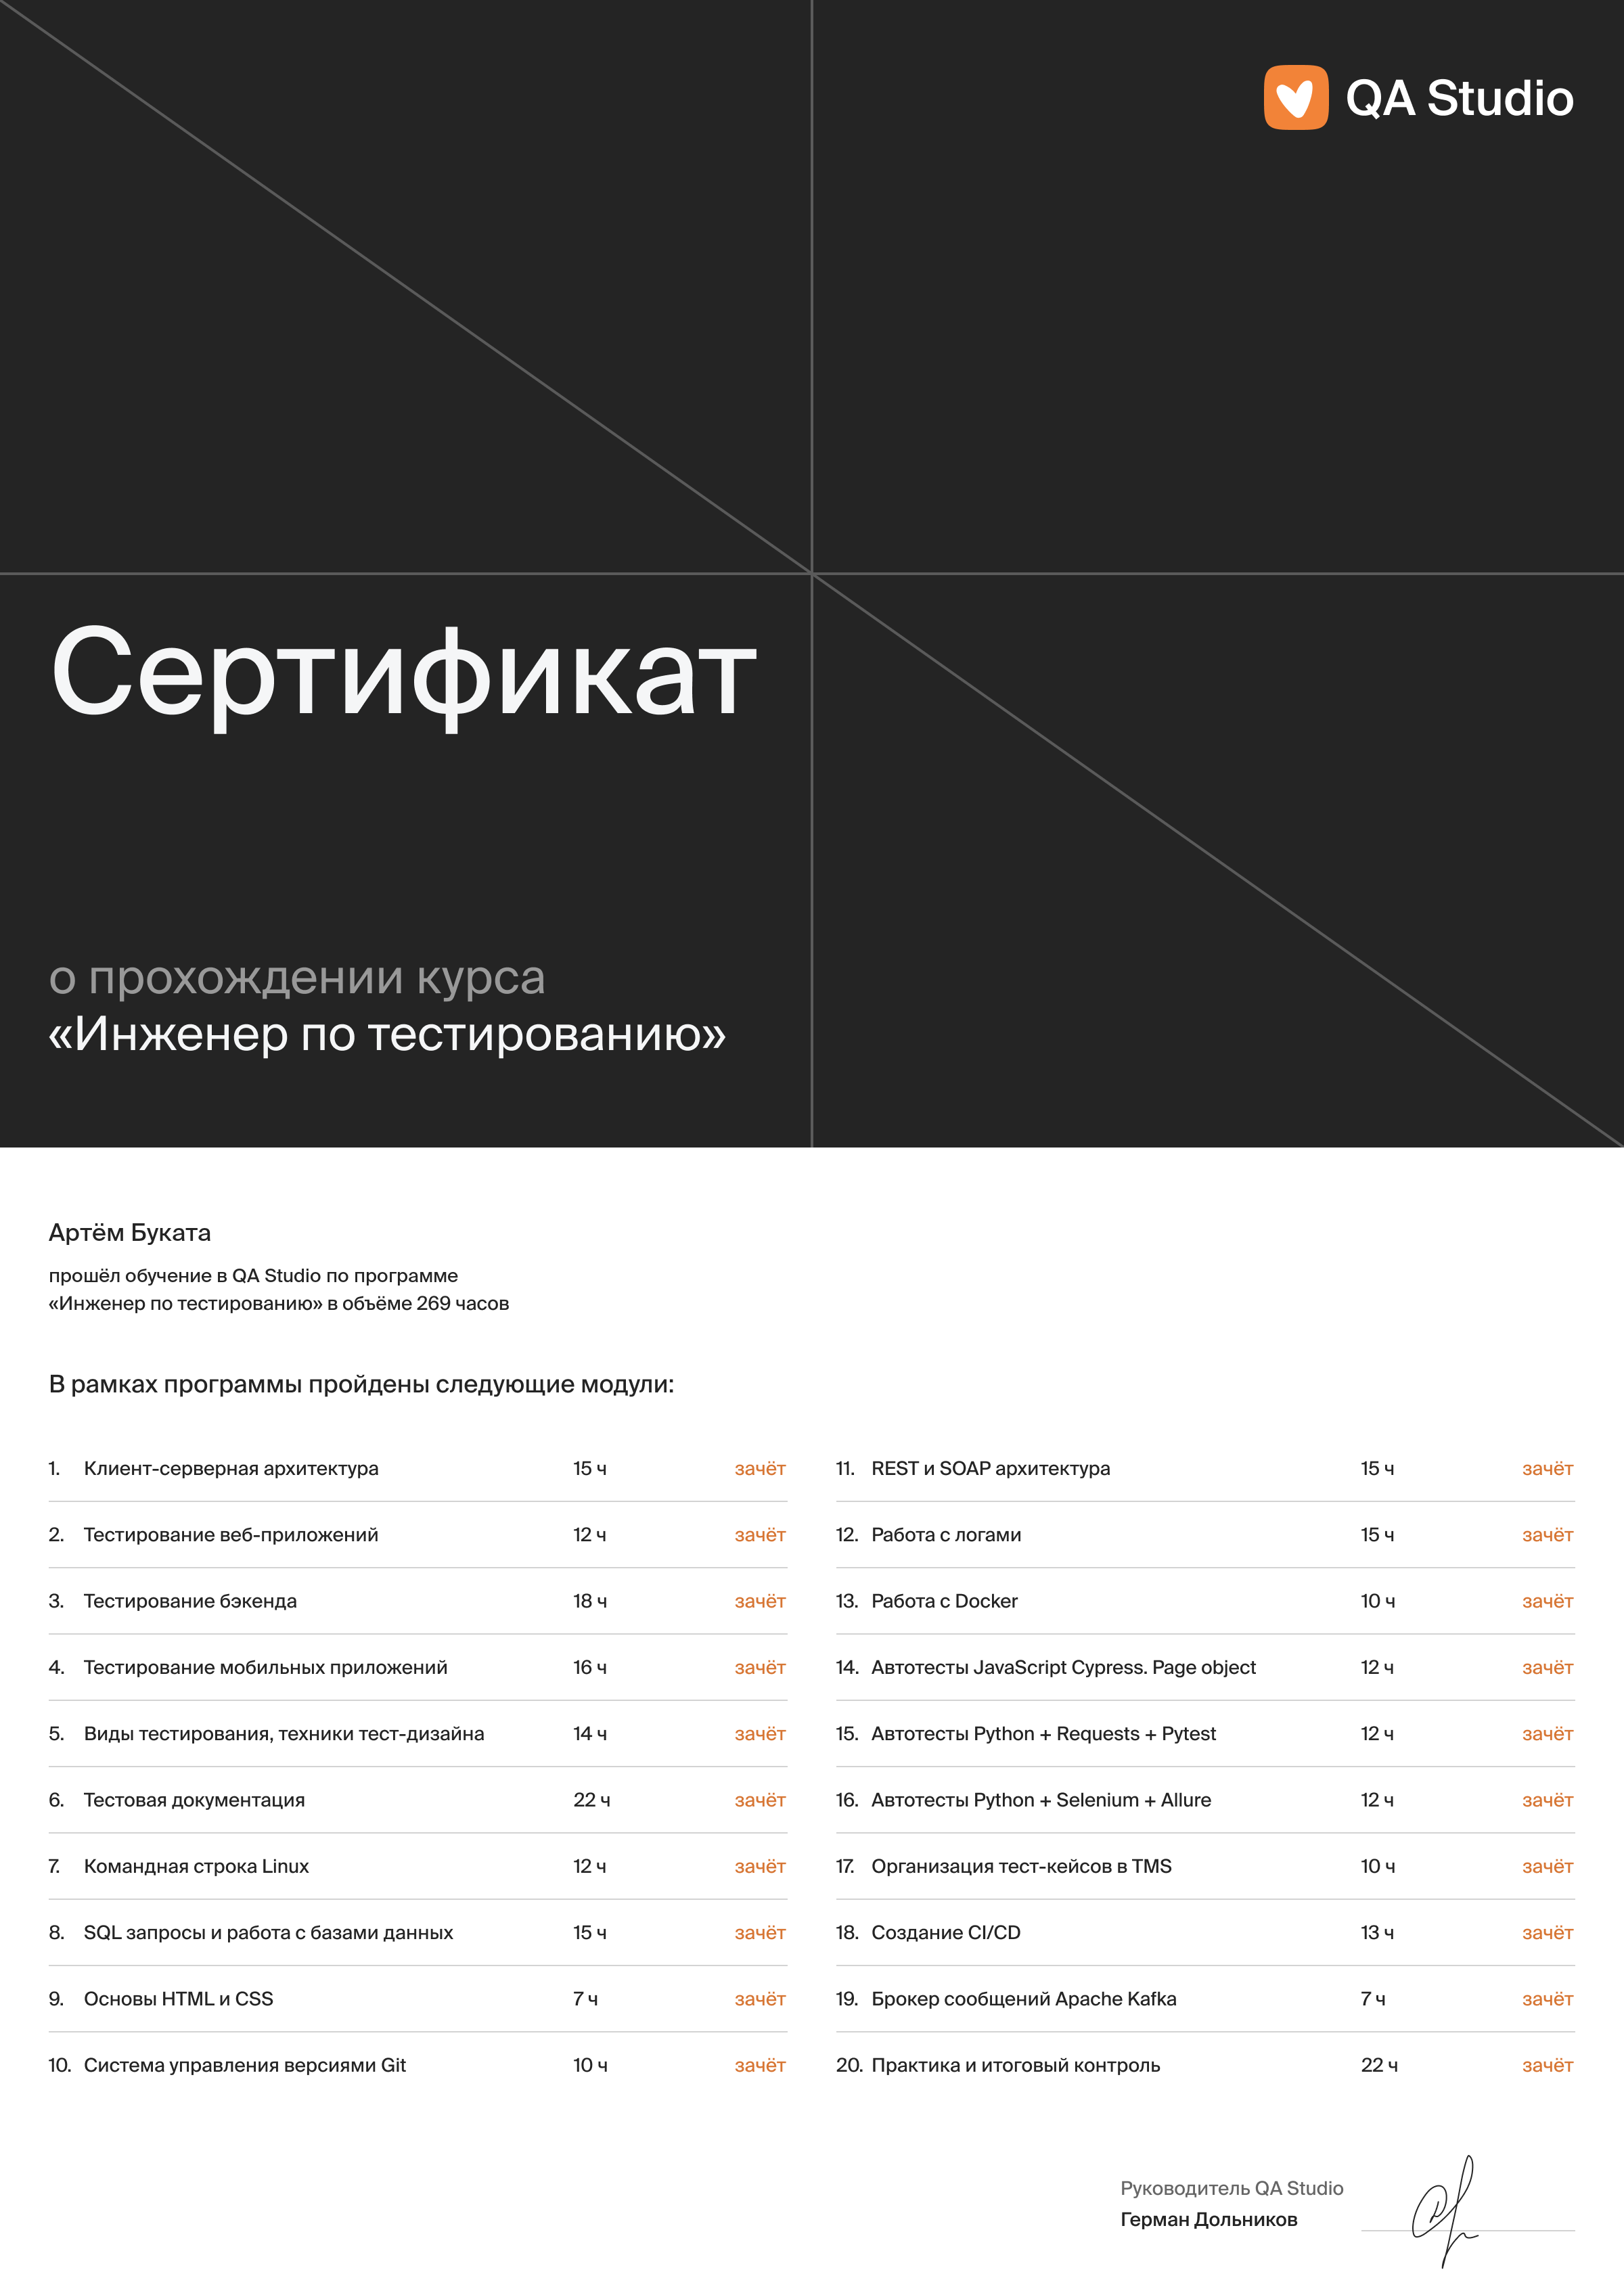 QA Studio
Сертификат
о прохождении курса
«Инженер по тестированию»
Артём Буката
прошёл обучение в QA Studio по программе
«Инженер по тестированию» в объёме 269 часов
В рамках программы пройдены следующие модули:
1. Клиент-серверная архитектура 15 ч зачёт
2. Тестирование веб-приложений 12 ч зачёт
3. Тестирование бэкенда 18 ч зачёт
4. Тестирование мобильных приложений 16 ч зачёт
5. Виды тестирования, техники тест-дизайна 14 ч зачёт
6. Тестовая документация 22 ч зачёт
7. Командная строка Linux 12 ч зачёт
8. SQL запросы и работа с базами данных 15 ч зачёт
9. Основы HTML и CSS 7 ч зачёт
10. Система управления версиями Git 10 ч зачёт
11. REST и SOAP архитектура 15 ч зачёт
12. Работа с логами 15 ч зачёт
13. Работа с Docker 10 ч зачёт
14. Автотесты JavaScript Cypress. Page object 12 ч зачёт
15. Автотесты Python + Requests + Pytest 12 ч зачёт
16. Автотесты Python + Selenium + Allure 12 ч зачёт
17. Организация тест-кейсов в TMS 10 ч зачёт
18. Создание CI/CD 13 ч зачёт
19. Брокер сообщений Apache Kafka 7 ч зачёт
20. Практика и итоговый контроль 22 ч зачёт
Руководитель QA Studio
Герман Дольников